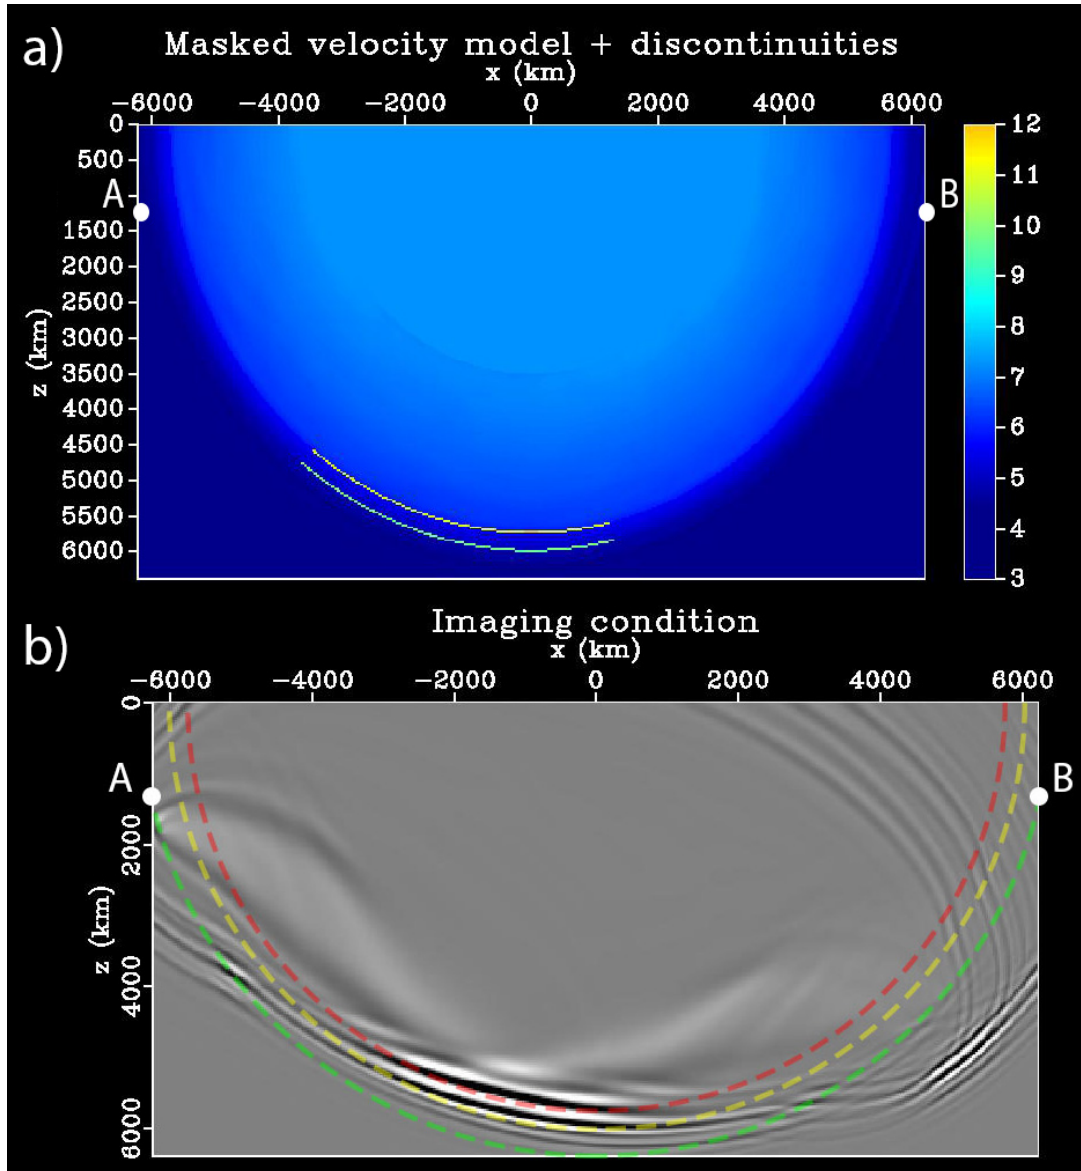 a)
Masked velocity model + discontinuities
x (km)
−6000 −4000 −2000 0 2000 4000 6000
0
500
1500
2000
2500
3000
3500
4000
4500
5000
5500
6000
z (km)
A
B
12
11
10
9
8
7
6
5
4
3
b)
Imaging condition
x (km)
−6000 −4000 −2000 0 2000 4000 6000
0
2000
4000
6000
z (km)
A
B